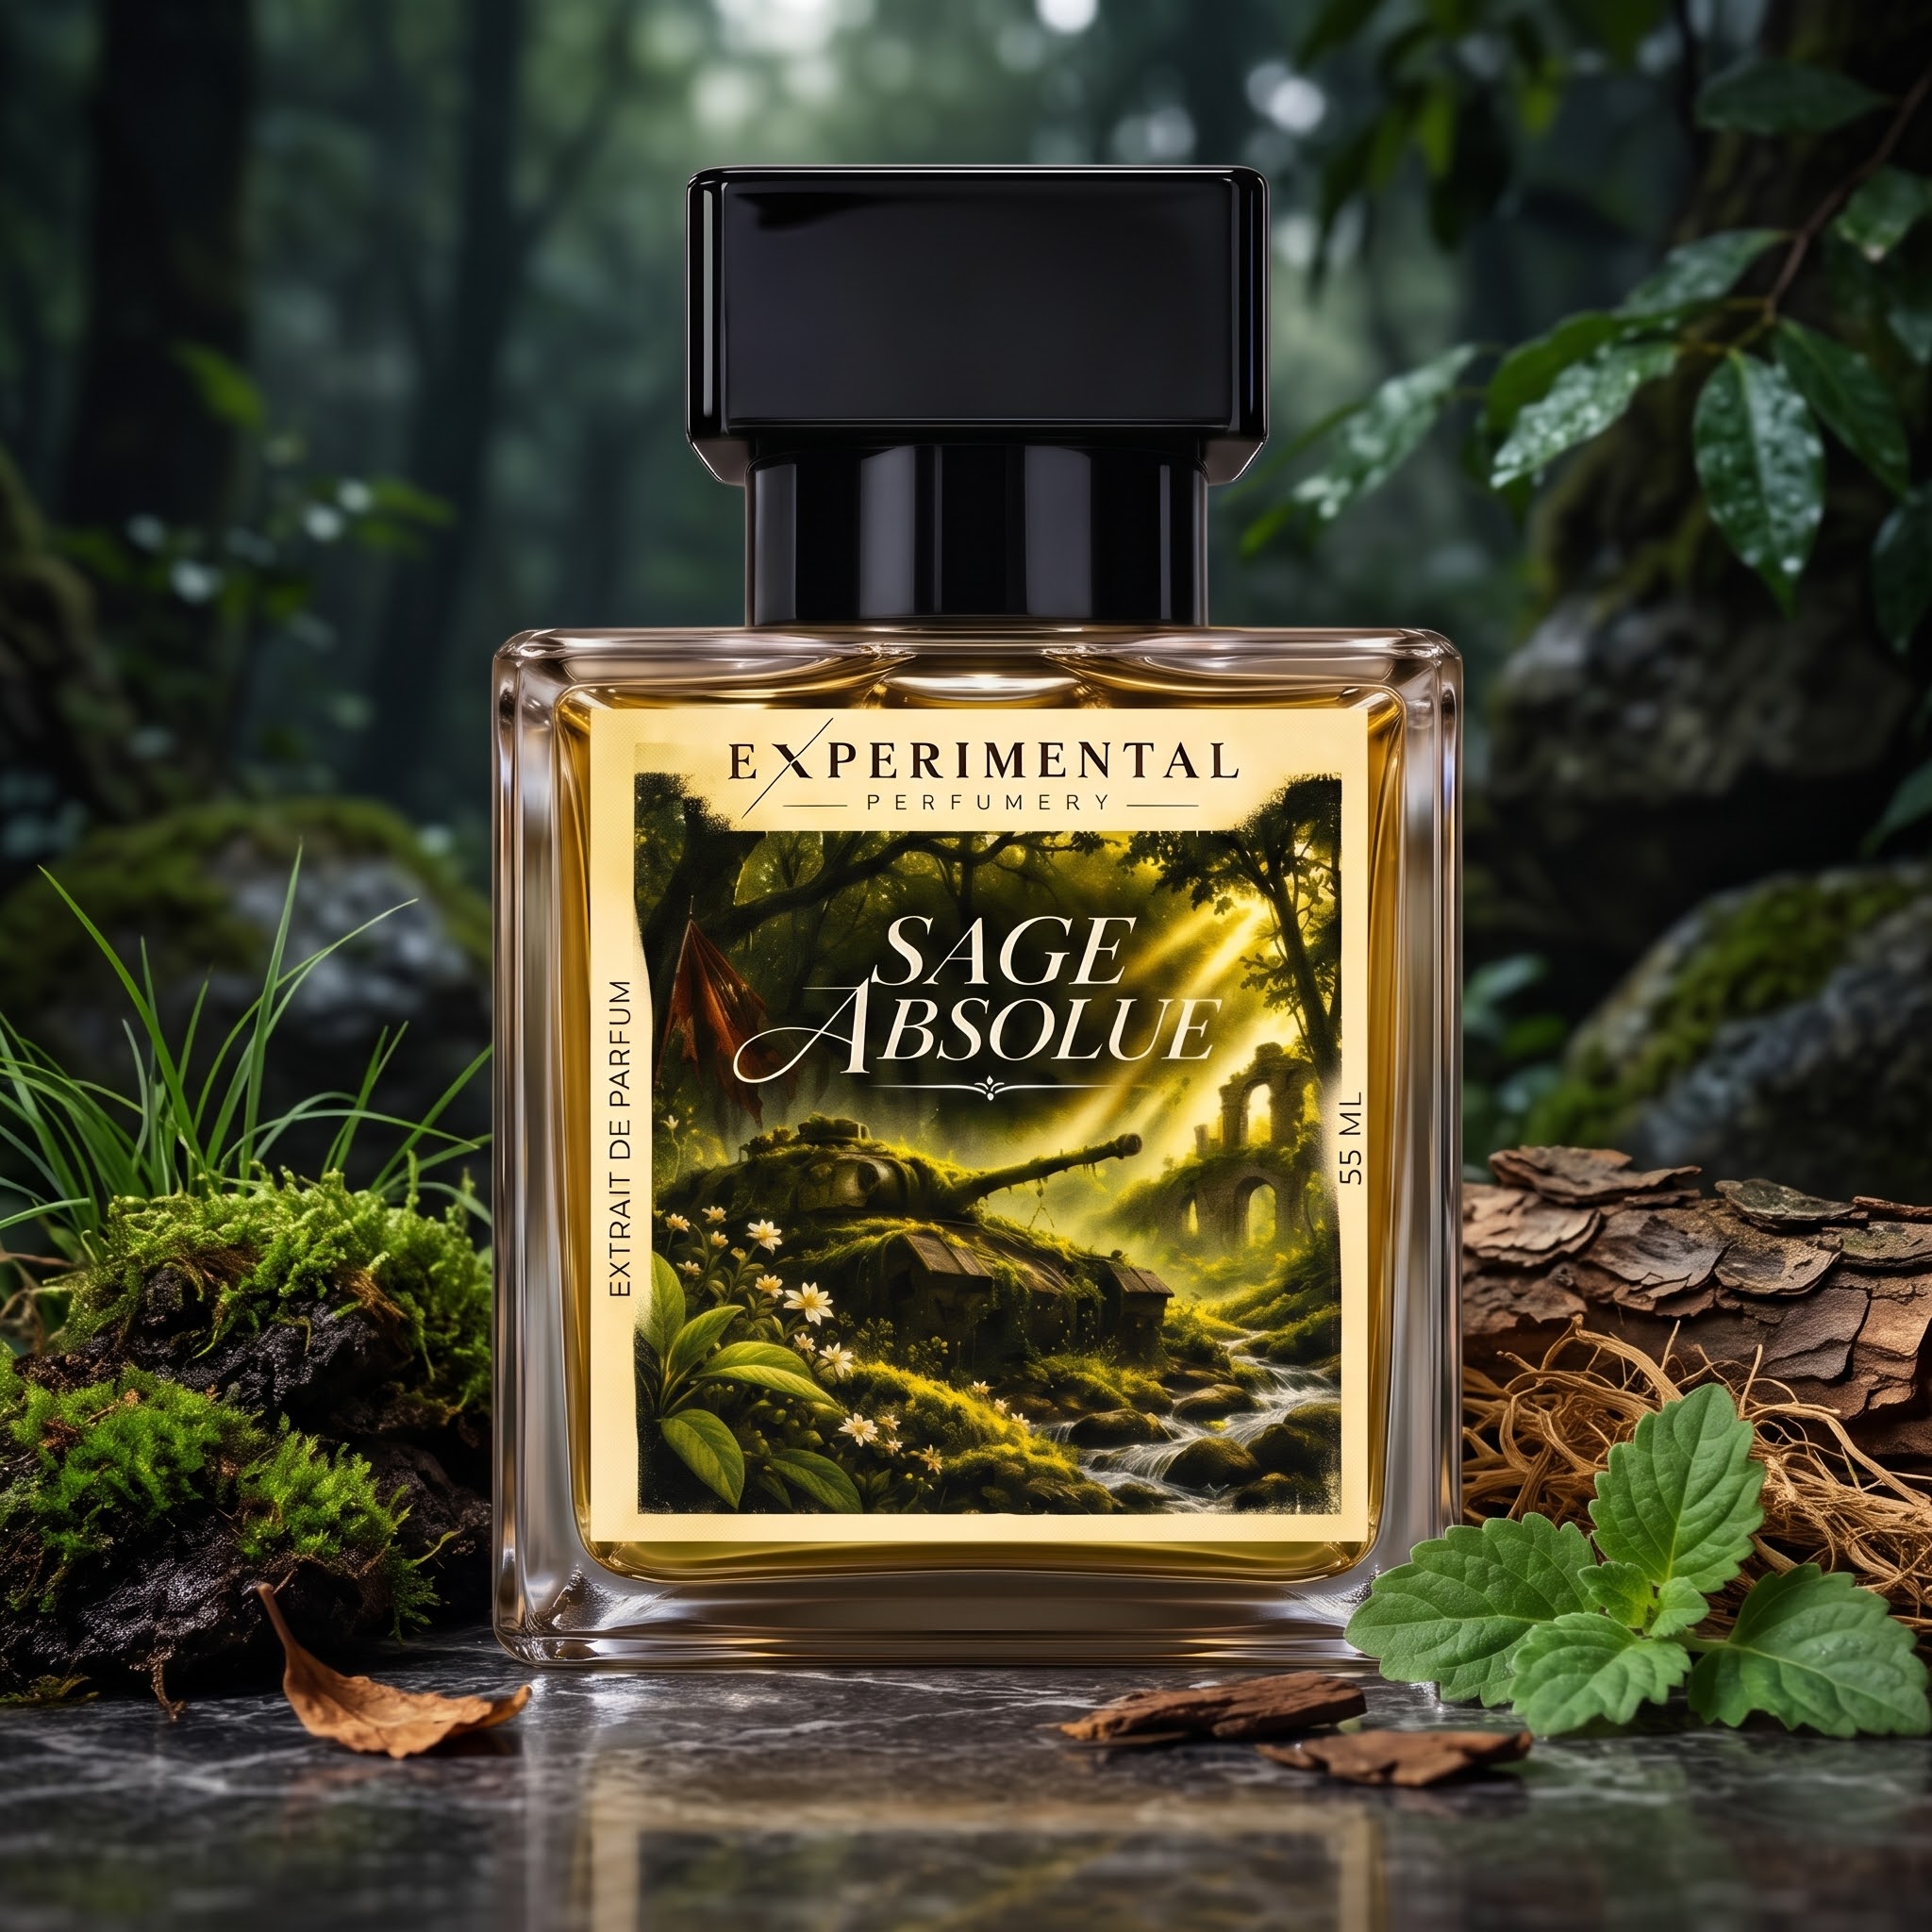 EXPERIMENTAL
PERFUMERY
SAGE
ABSOLUE
EXTRAIT DE PARFUM
55 ML